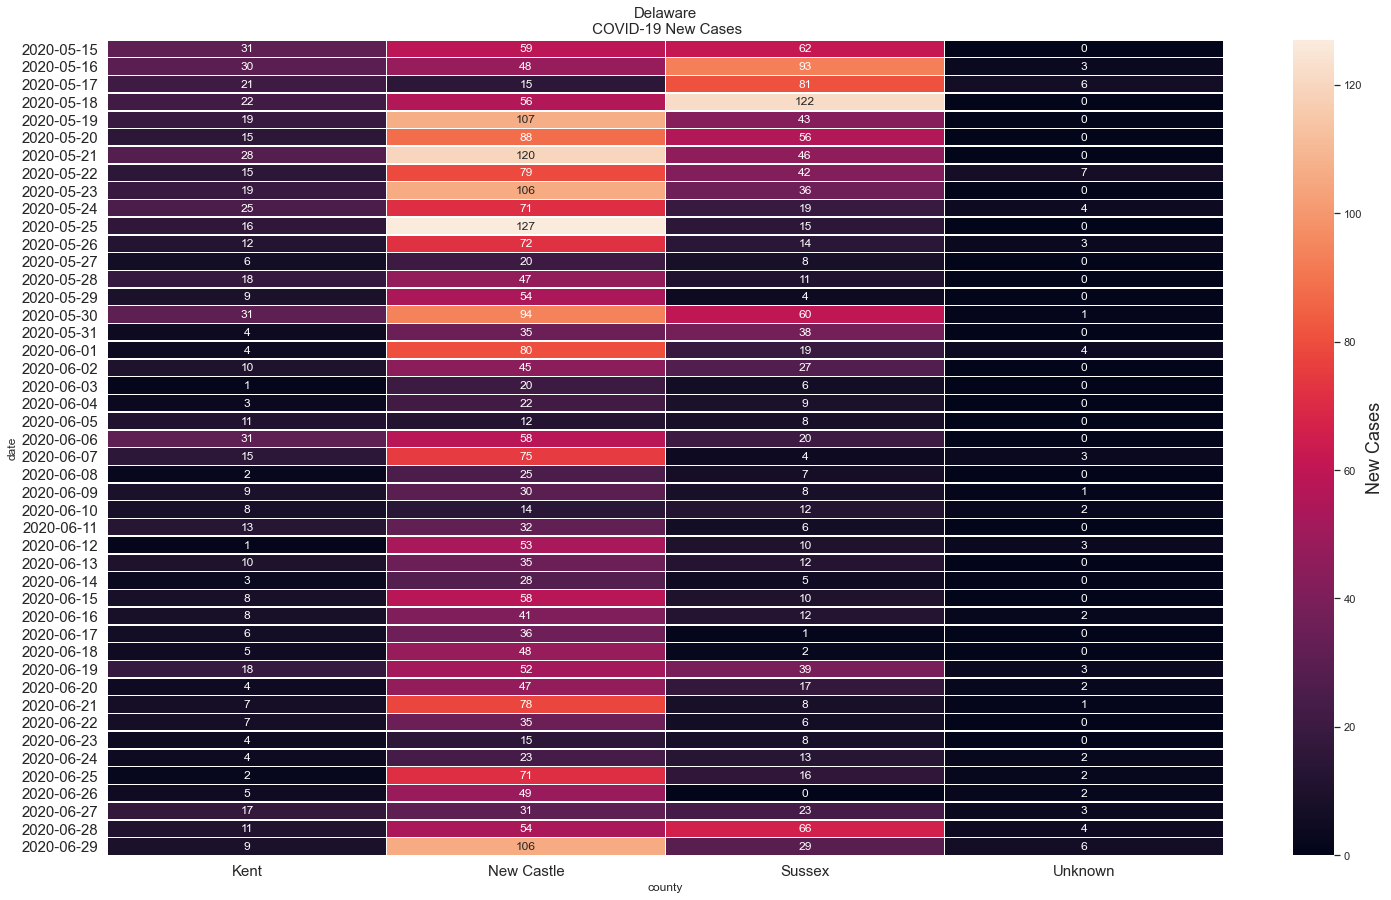 Delaware
COVID-19 New Cases
2020-05-15 31 59 62 0
2020-05-16 30 48 93 3
2020-05-17 21 15 81 6
2020-05-18 22 56 122 0
2020-05-19 19 107 43 0
2020-05-20 15 88 56 0
2020-05-21 28 120 46 0
2020-05-22 15 79 42 7
2020-05-23 19 106 36 0
2020-05-24 25 71 19 4
2020-05-25 16 127 15 0
2020-05-26 12 72 14 3
2020-05-27 6 20 8 0
2020-05-28 18 47 11 0
2020-05-29 9 54 4 0
2020-05-30 31 94 60 1
2020-05-31 4 35 38 0
2020-06-01 4 80 19 4
2020-06-02 10 45 27 0
2020-06-03 1 20 6 0
2020-06-04 3 22 9 0
2020-06-05 11 12 8 0
2020-06-06 31 58 20 0
2020-06-07 15 75 4 3
2020-06-08 2 25 7 0
2020-06-09 9 30 8 1
2020-06-10 8 14 12 2
2020-06-11 13 32 6 0
2020-06-12 1 53 10 3
2020-06-13 10 35 12 0
2020-06-14 3 28 5 0
2020-06-15 8 58 10 0
2020-06-16 8 41 12 2
2020-06-17 6 36 1 0
2020-06-18 5 48 2 0
2020-06-19 18 52 39 3
2020-06-20 4 47 17 2
2020-06-21 7 78 8 1
2020-06-22 7 35 6 0
2020-06-23 4 15 8 0
2020-06-24 4 23 13 2
2020-06-25 2 71 16 2
2020-06-26 5 49 0 2
2020-06-27 17 31 23 3
2020-06-28 11 54 66 4
2020-06-29 9 106 29 6
Kent New Castle Sussex Unknown
county
date
120
100
80
60
40
20
0
New Cases